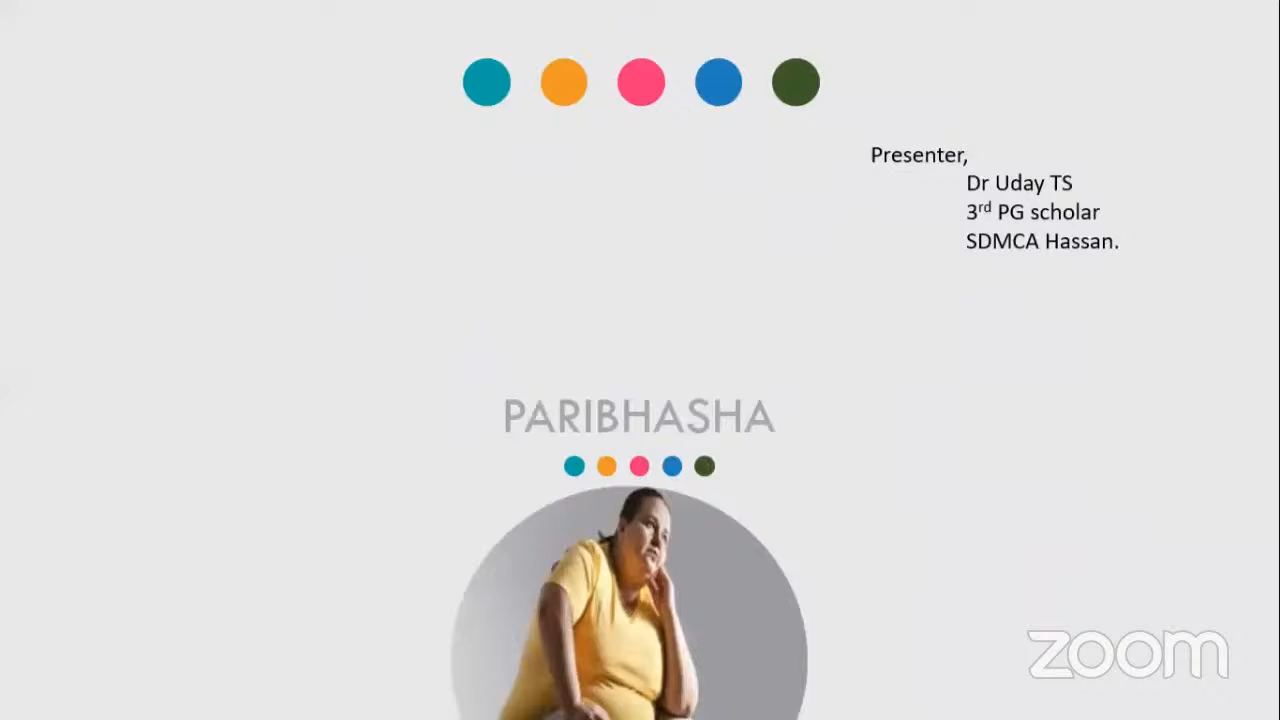 Presenter,
Dr Uday TS
3rd PG scholar
SDMCA Hassan.
PARIBHASHA
zoom